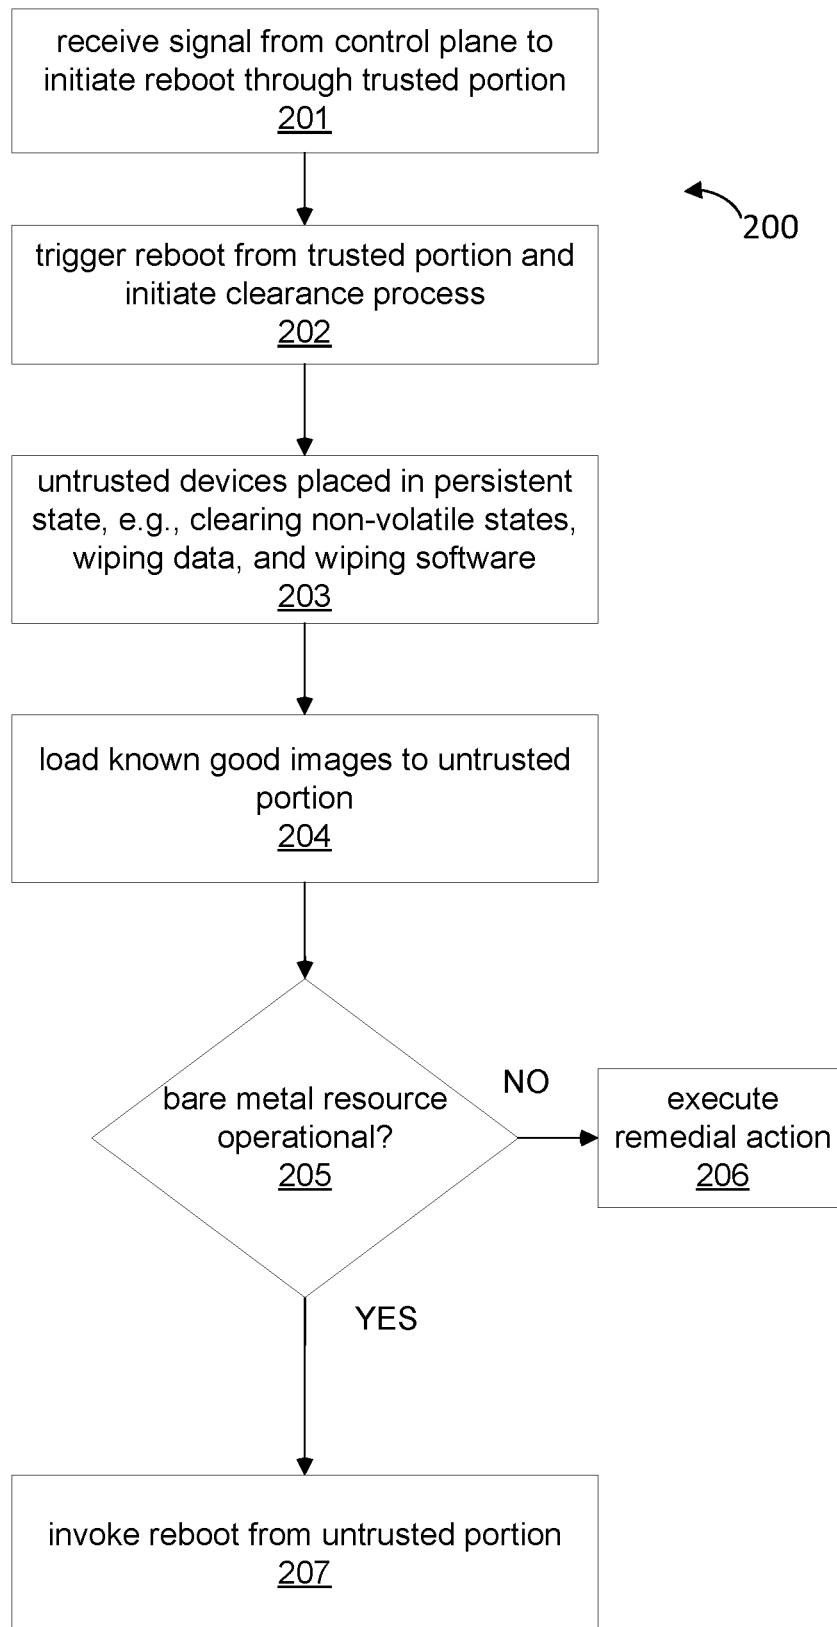 receive signal from control plane to
initiate reboot through trusted portion
201
200
trigger reboot from trusted portion and
initiate clearance process
202
untrusted devices placed in persistent
state, e.g., clearing non-volatile states,
wiping data, and wiping software
203
load known good images to untrusted
portion
204
bare metal resource
operational?
205
NO
execute
remedial action
206
YES
invoke reboot from untrusted portion
207